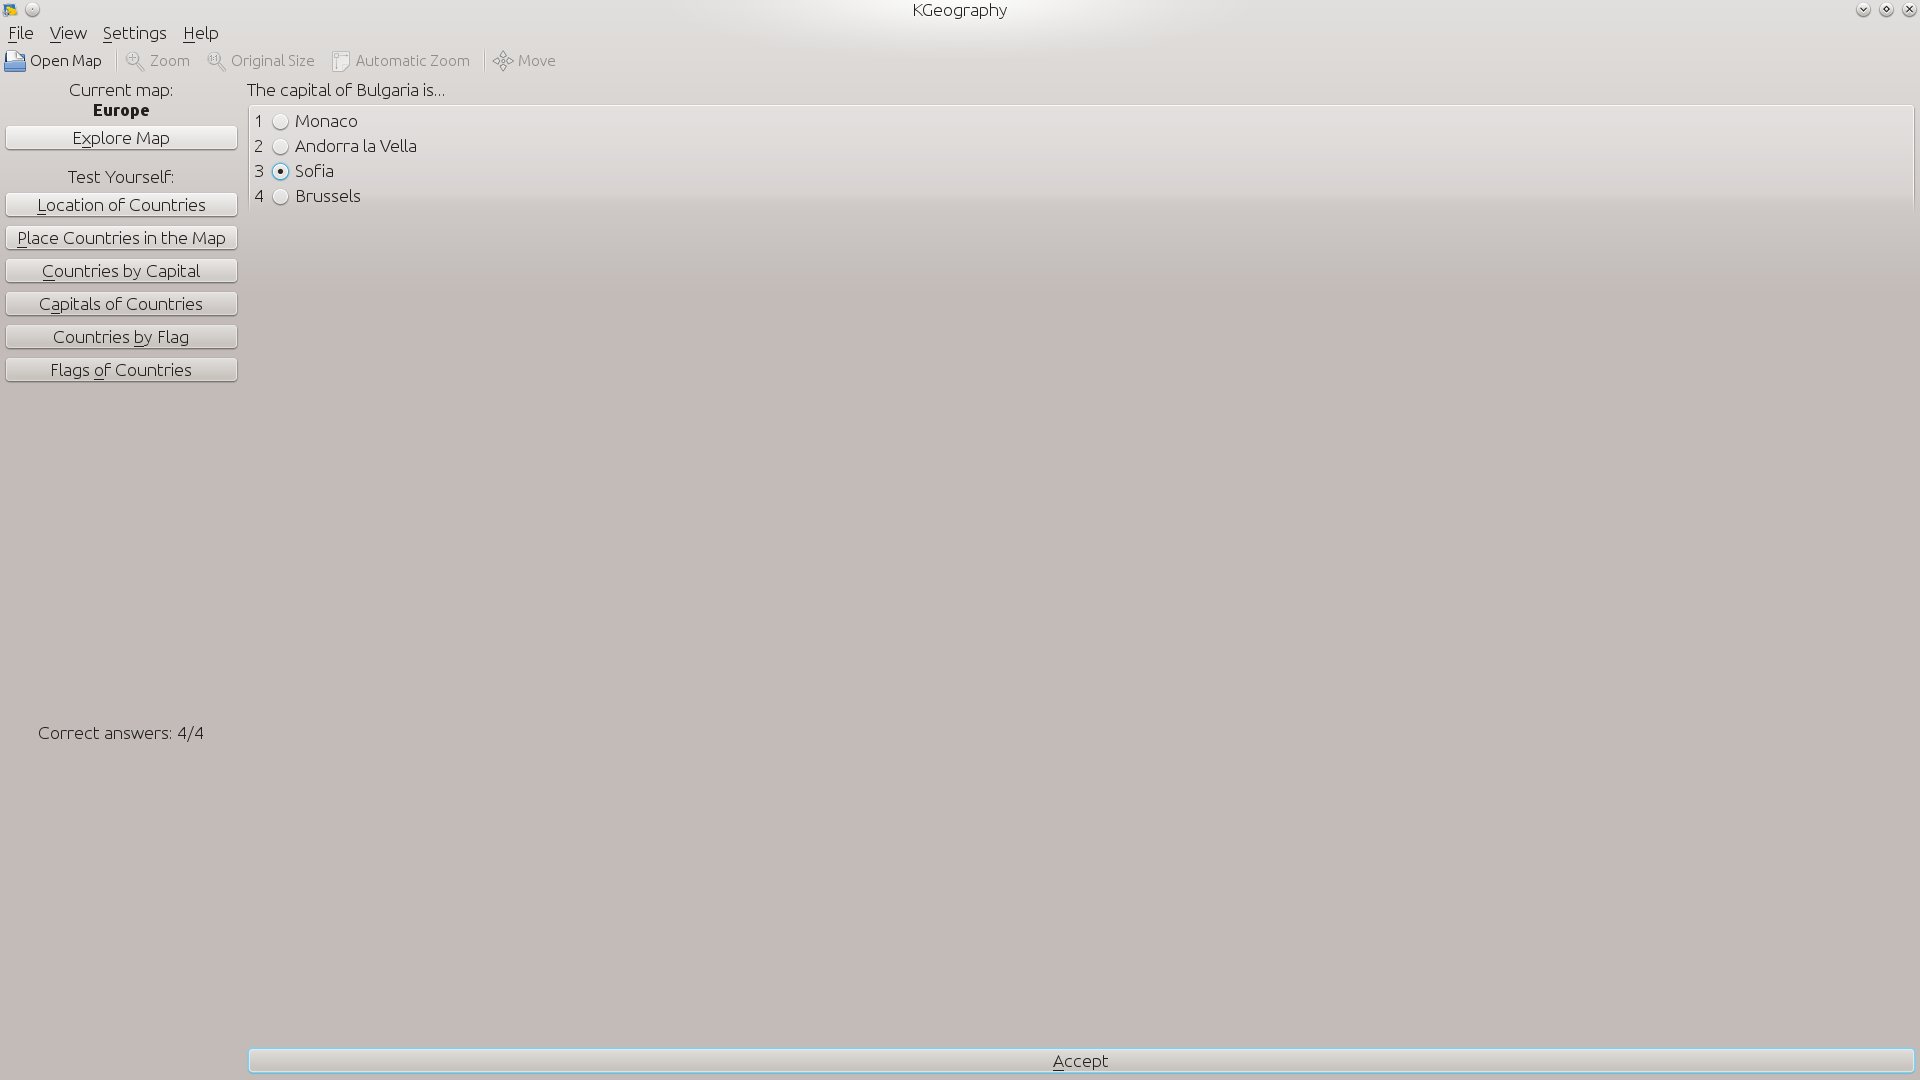 KGeography
File View Settings Help
Open Map Zoom Original Size Automatic Zoom Move
Current map:
Europe
Explore Map
Test Yourself:
Location of Countries
Place Countries in the Map
Countries by Capital
Capitals of Countries
Countries by Flag
Flags of Countries
Correct answers: 4/4
The capital of Bulgaria is...
1 Monaco
2 Andorra la Vella
3 Sofia
4 Brussels
Accept